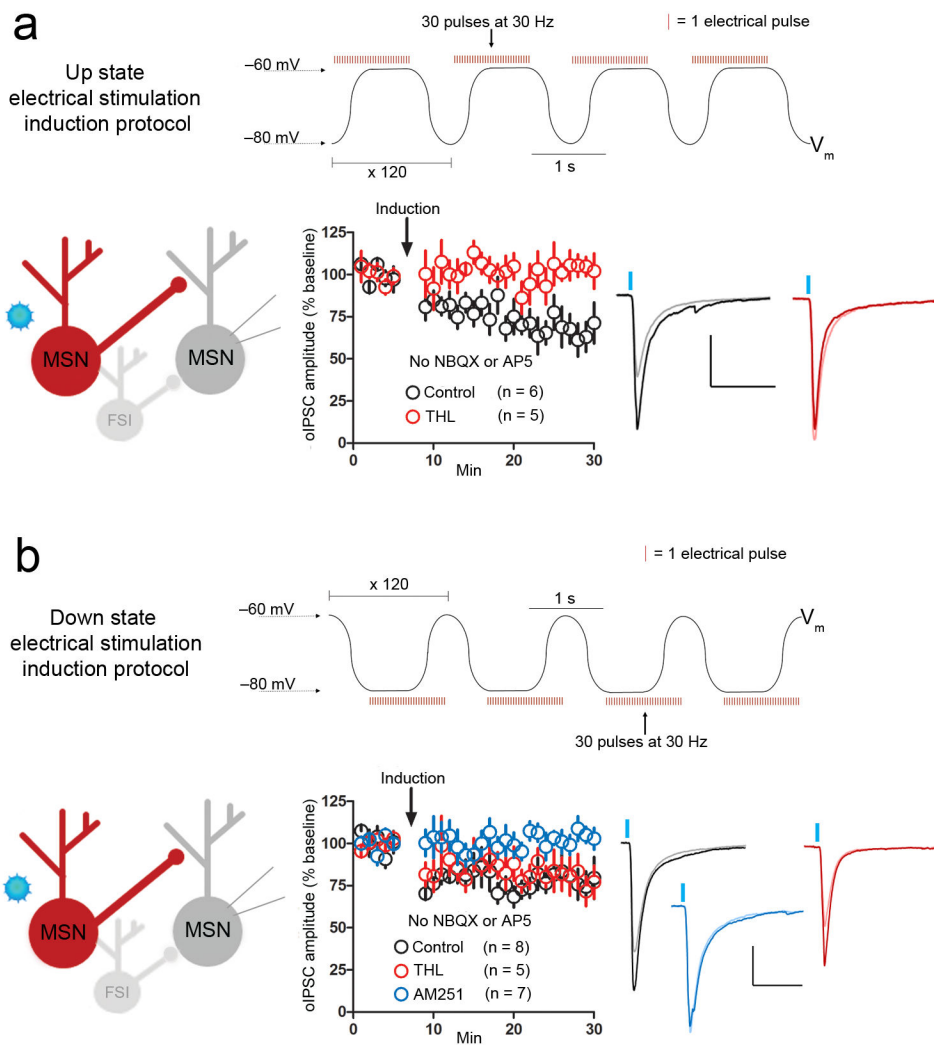 a
30 pulses at 30 Hz
= 1 electrical pulse
Up state
electrical stimulation
induction protocol
–60 mV
–80 mV
Vm
x 120
1 s
Induction
MSN
MSN
FSI
oIPSC amplitude (% baseline)
125
100
75
50
25
0
No NBQX or AP5
Control (n = 6)
THL (n = 5)
0
10
20
30
Min
b
= 1 electrical pulse
Down state
electrical stimulation
induction protocol
x 120
1 s
–60 mV
–80 mV
Vm
30 pulses at 30 Hz
Induction
MSN
MSN
FSI
oIPSC amplitude (% baseline)
125
100
75
50
25
0
No NBQX or AP5
Control (n = 8)
THL (n = 5)
AM251 (n = 7)
0
10
20
30
Min